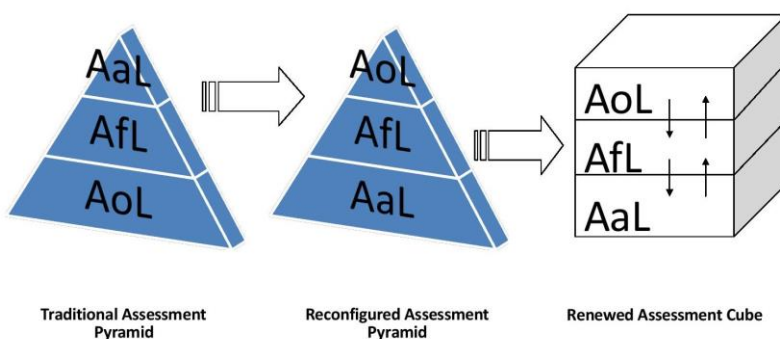 AaL
AfL
AoL
AoL
AfL
AaL
AoL
AfL
AaL
Traditional Assessment
Pyramid
Reconfigured Assessment
Pyramid
Renewed Assessment Cube